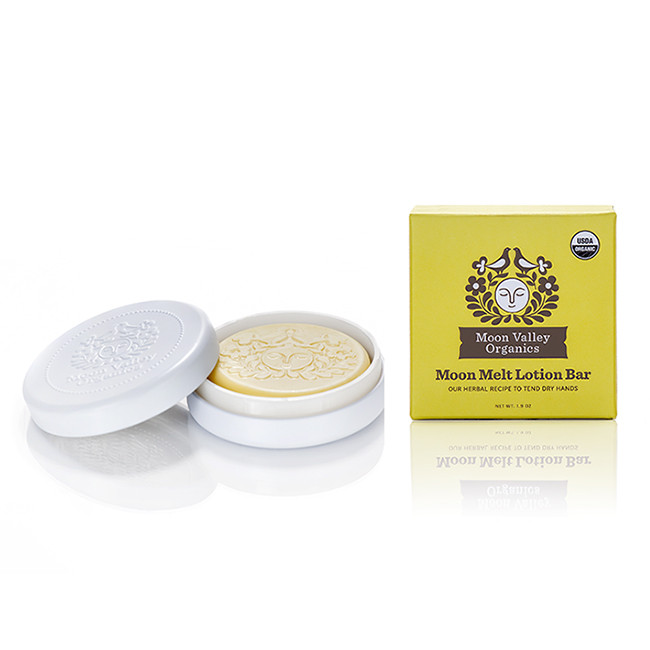 USDA
ORGANIC
Moon Valley
Organics
Moon Melt Lotion Bar
OUR HERBAL RECIPE TO TEND DRY HANDS
NET WT. 1.9 OZ